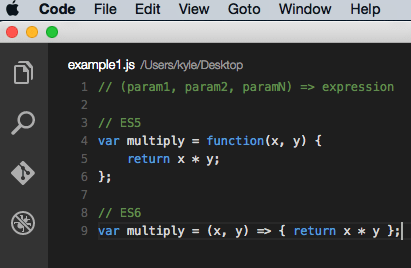 Code File Edit View Goto Window Help
example1.js /Users/kyle/Desktop
1 // (param1, param2, paramN) => expression
2
3 // ES5
4 var multiply = function(x, y) {
5     return x * y;
6 };
7
8 // ES6
9 var multiply = (x, y) => { return x * y };